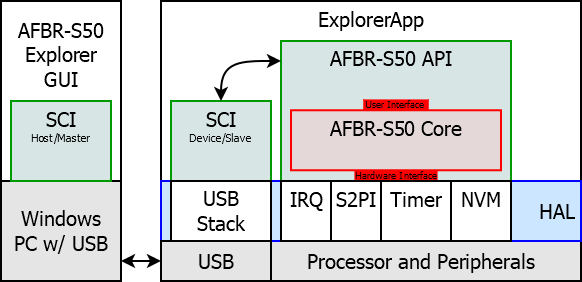 AFBR-S50
Explorer
GUI
SCI
Host/Master
Windows
PC w/ USB
ExplorerApp
AFBR-S50 API
User Interface
AFBR-S50 Core
Hardware Interface
SCI
Device/Slave
USB
Stack
IRQ
S2PI
Timer
NVM
HAL
USB
Processor and Peripherals